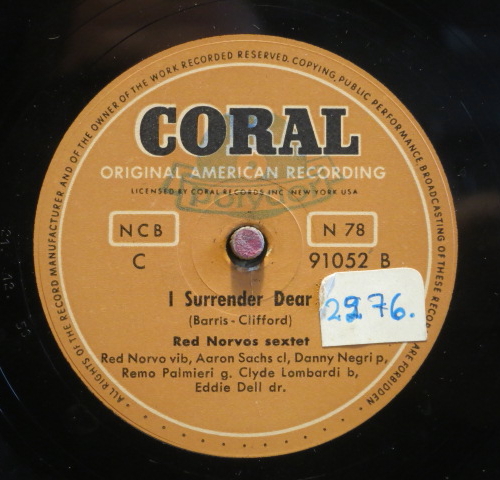 ALL RIGHTS OF THE RECORD MANUFACTURER AND OF THE OWNER OF THE WORK RECORDED RESERVED. COPYING, PUBLIC PERFORMANCE BROADCASTING OF THESE RECOR ARE FORBIDDEN
CORAL
ORIGINAL AMERICAN RECORDING
LICENSED BY CORAL RECORDS INC. NEW YORK USA
NCB N 78
C 91052 B
I Surrender Dear
2976.
(Barris - Clifford)
Red Norvos sextet
Red Norvo vib, Aaron Sachs cl, Danny Negri p,
Remo Palmieri g. Clyde Lombardi b,
Eddie Dell dr.